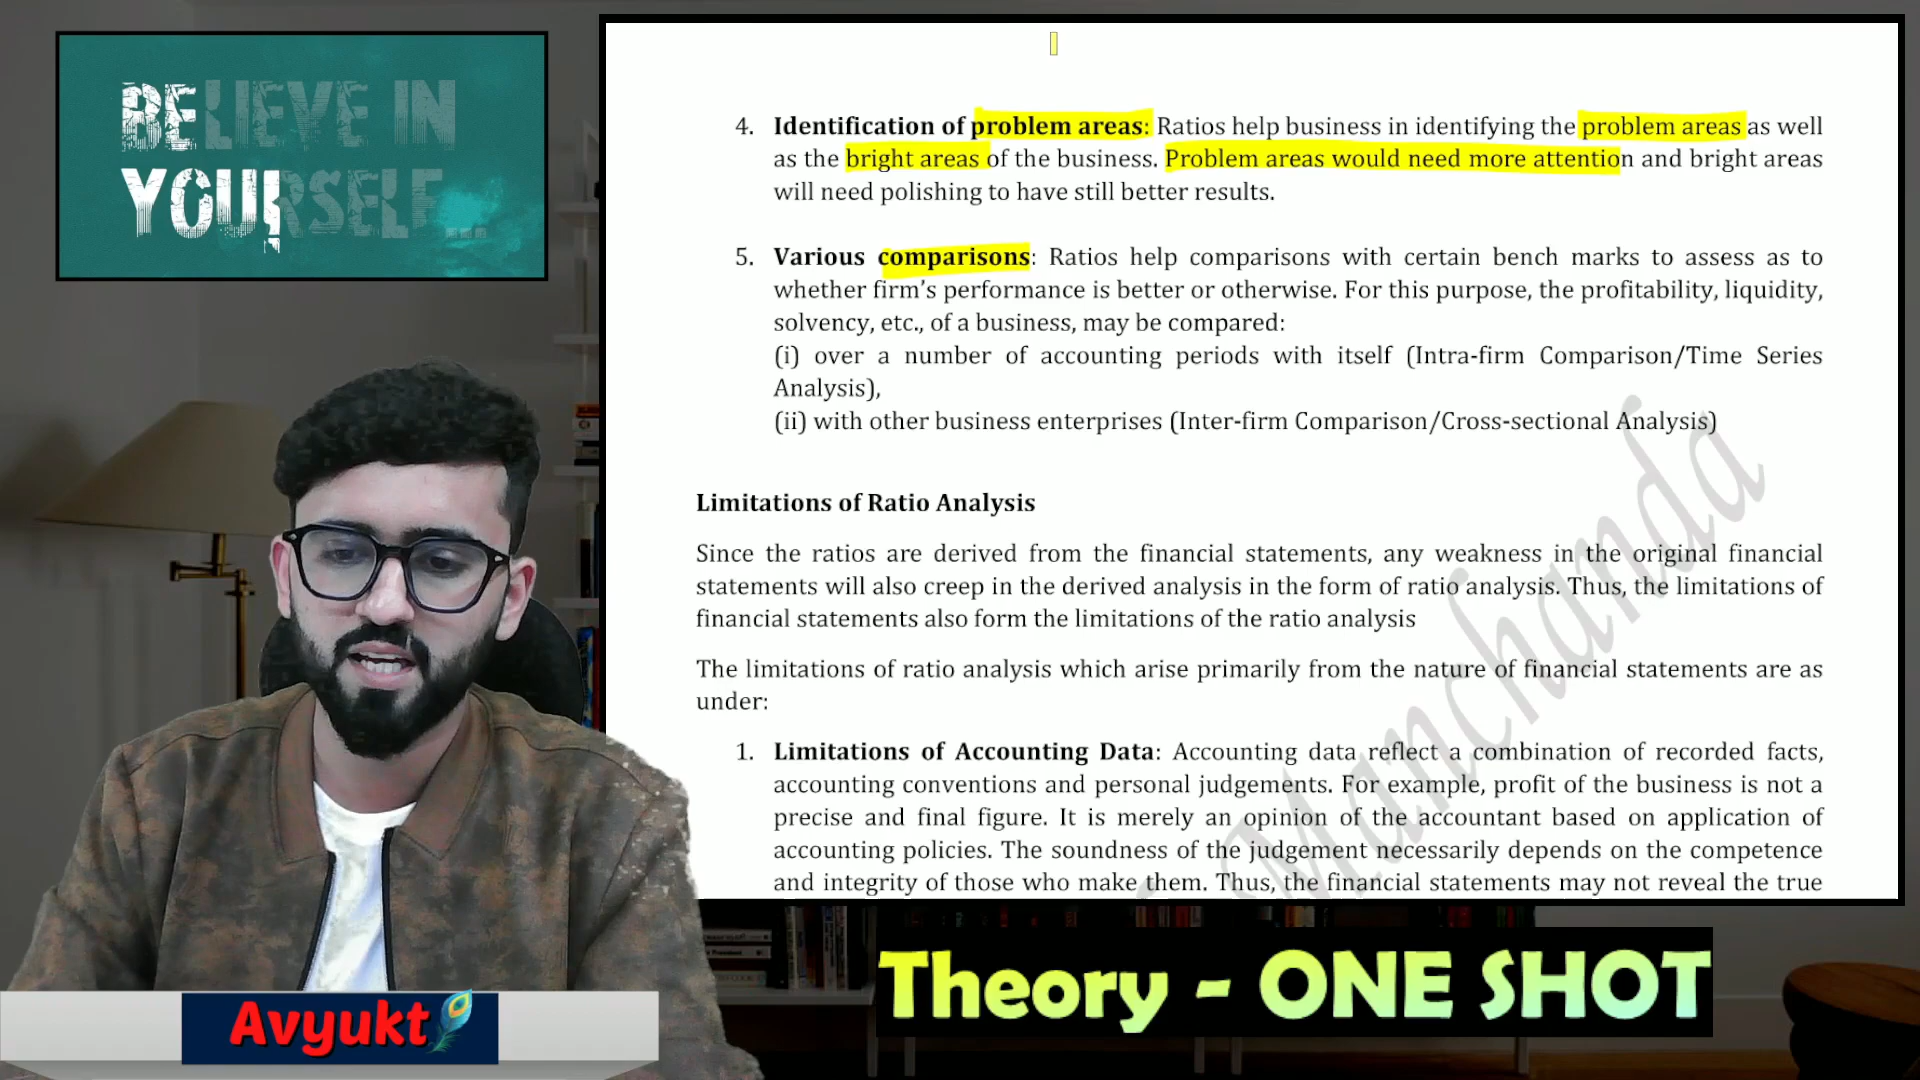 BELIEVE IN
YOURSELF...
4. Identification of problem areas: Ratios help business in identifying the problem areas as well
as the bright areas of the business. Problem areas would need more attention and bright areas
will need polishing to have still better results.
5. Various comparisons: Ratios help comparisons with certain bench marks to assess as to
whether firm’s performance is better or otherwise. For this purpose, the profitability, liquidity,
solvency, etc., of a business, may be compared:
(i) over a number of accounting periods with itself (Intra-firm Comparison/Time Series
Analysis),
(ii) with other business enterprises (Inter-firm Comparison/Cross-sectional Analysis)
Limitations of Ratio Analysis
Since the ratios are derived from the financial statements, any weakness in the original financial
statements will also creep in the derived analysis in the form of ratio analysis. Thus, the limitations of
financial statements also form the limitations of the ratio analysis
The limitations of ratio analysis which arise primarily from the nature of financial statements are as
under:
1. Limitations of Accounting Data: Accounting data reflect a combination of recorded facts,
accounting conventions and personal judgements. For example, profit of the business is not a
precise and final figure. It is merely an opinion of the accountant based on application of
accounting policies. The soundness of the judgement necessarily depends on the competence
and integrity of those who make them. Thus, the financial statements may not reveal the true
Manchanda
Avyukt
Theory - ONE SHOT